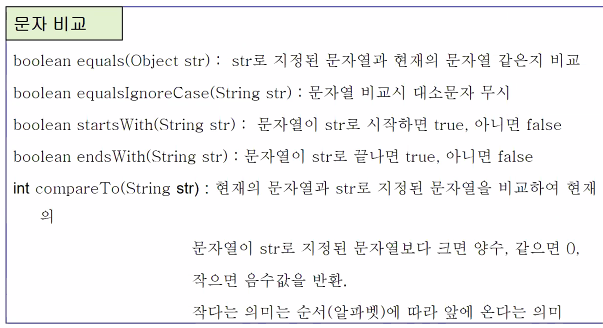 문자 비교
boolean equals(Object str) : str로 지정된 문자열과 현재의 문자열 같은지 비교
boolean equalsIgnoreCase(String str) : 문자열 비교시 대소문자 무시
boolean startsWith(String str) : 문자열이 str로 시작하면 true, 아니면 false
boolean endsWith(String str) : 문자열이 str로 끝나면 true, 아니면 false
int compareTo(String str) : 현재의 문자열과 str로 지정된 문자열을 비교하여 현재
의
문자열이 str로 지정된 문자열보다 크면 양수, 같으면 0,
작으면 음수값을 반환.
작다는 의미는 순서(알파벳)에 따라 앞에 온다는 의미